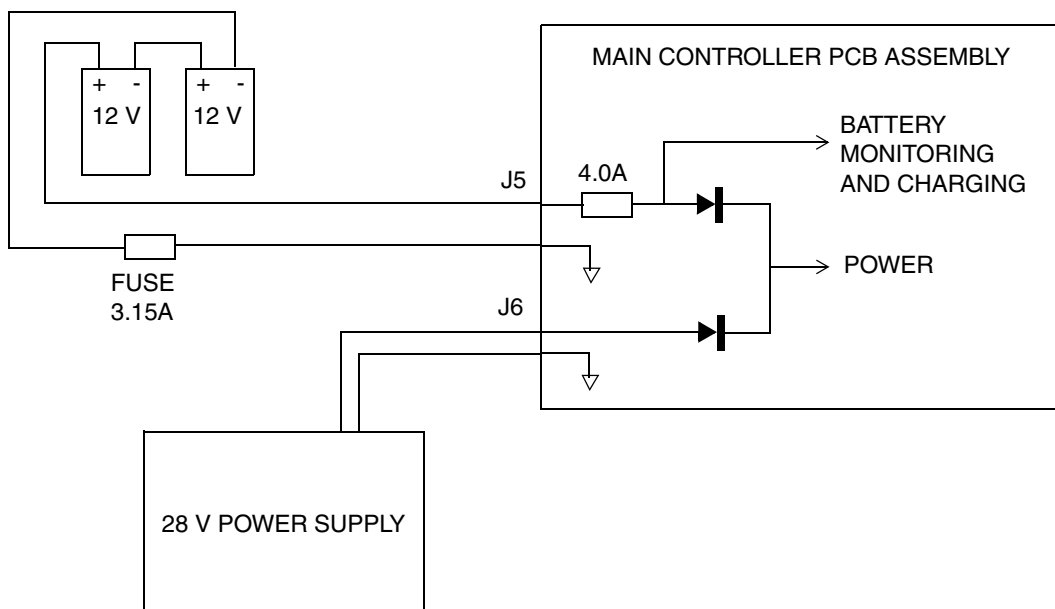 + -
12 V
+ -
12 V
MAIN CONTROLLER PCB ASSEMBLY
BATTERY
MONITORING
AND CHARGING
4.0A
J5
POWER
FUSE
3.15A
J6
28 V POWER SUPPLY